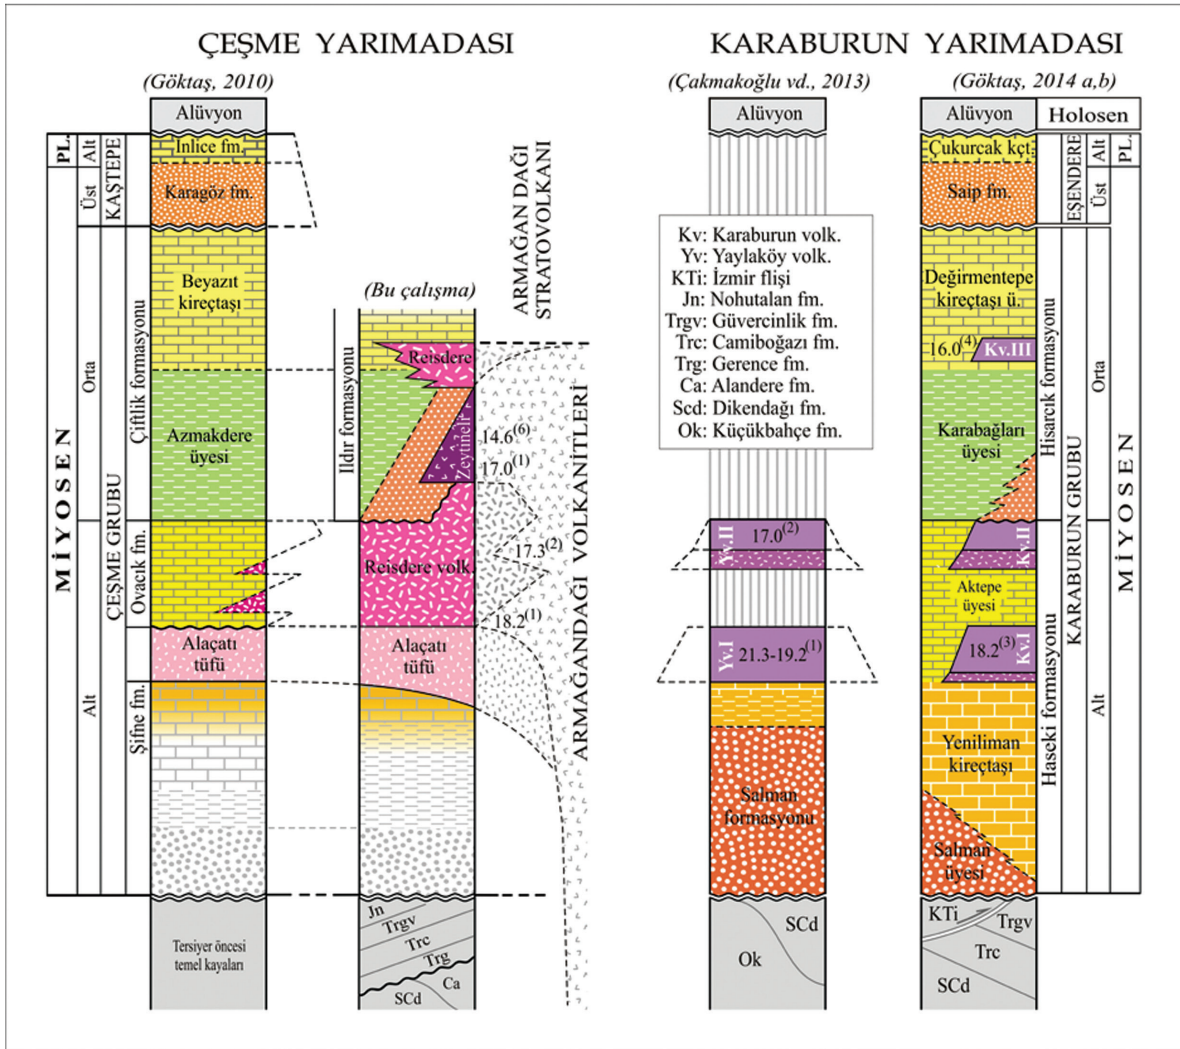 ÇEŞME YARIMADASI
KARABURUN YARIMADASI
(Göktaş, 2010)
(Çakmakoğlu vd., 2013)
(Göktaş, 2014 a,b)
Alüvyon
PL.
Alt
Üst
KAŞTEPE
İnlice fm.
Karagöz fm.
MİYOSEN
Orta
Alt
ÇEŞME GRUBU
Çiftlik formasyonu
Ovacık fm.
Şifne fm.
Beyazıt
kireçtaşı
Azmakdere
üyesi
Alaçatı
tüfü
Tersiyer öncesi
temel kayaları
(Bu çalışma)
ARMAĞAN DAĞI
STRATOVOLKANI
Ildır formasyonu
Reisdere
Zeytineli
14.6(6)
17.0(1)
17.3(2)
18.2(1)
Reisdere volk.
Alaçatı
tüfü
ARMAGANDAĞI VOLKANİTLERİ
Jn
Trgv
Trc
Trg
Ca
SCd
Alüvyon
Kv: Karaburun volk.
Yv: Yaylaköy volk.
KTi: İzmir flişi
Jn: Nohutalan fm.
Trgv: Güvercinlik fm.
Trc: Camiboğazı fm.
Trg: Gerence fm.
Ca: Alandere fm.
Scd: Dikendağı fm.
Ok: Küçükbahçe fm.
Yv.II
17.0(2)
Yv.I
21.3-19.2(1)
Salman
formasyonu
SCd
Ok
Alüvyon
Holosen
Çukurcak kçt.
Saip fm.
EŞENDERE
Alt
Üst
PL.
Değirmentepe
kireçtaşı ü.
16.0(4)
Kv.III
Karabağları
üyesi
Kv.II
Aktepe
üyesi
18.2(3)
Kv.I
Yeniliman
kireçtaşı
Salman
üyesi
Hisarcık formasyonu
Haseki formasyonu
KARABURUN GRUBU
Orta
Alt
MİYOSEN
KTi
Trgv
Trc
SCd